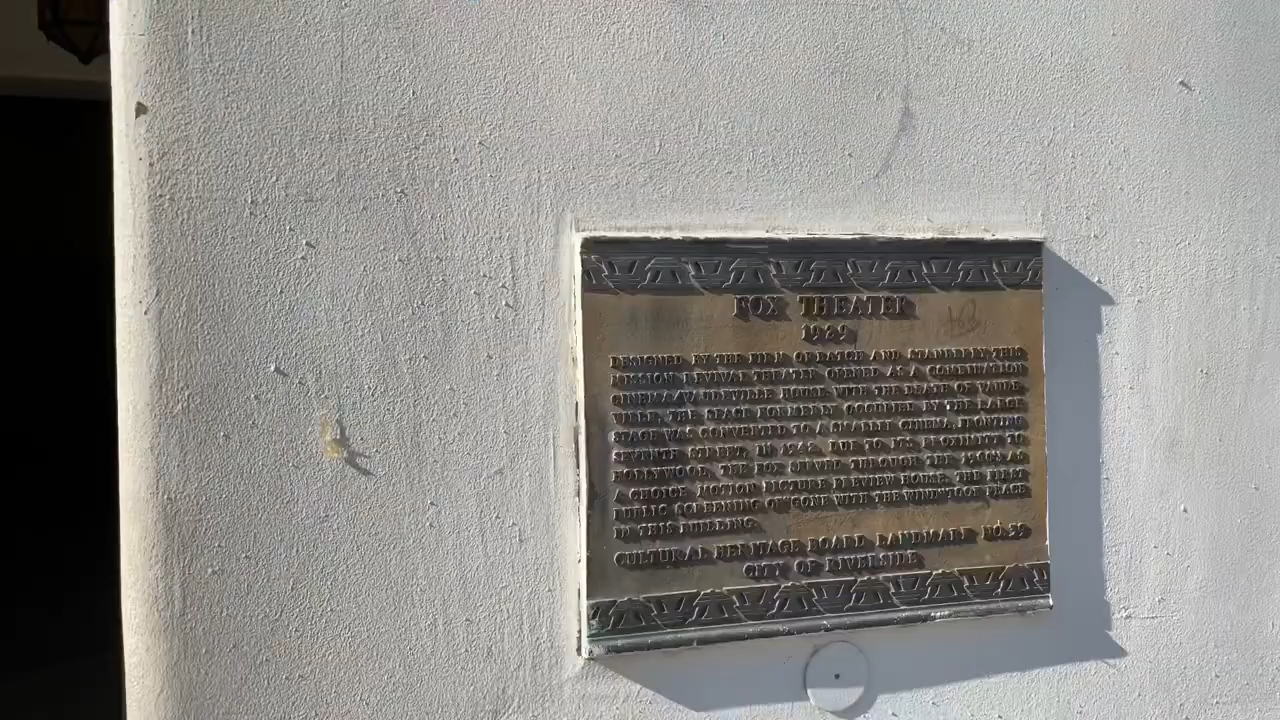 FOX THEATER
1929
DESIGNED BY THE FIRM OF BALCH AND STANBERY, THIS
MISSION REVIVAL THEATER OPENED AS A COMBINATION
CINEMA/VAUDEVILLE HOUSE. WITH THE DEATH OF VAUDE-
VILLE, THE SPACE FORMERLY OCCUPIED BY THE LARGE
STAGE WAS CONVERTED TO A SMALLER CINEMA, FRONTING
SEVENTH STREET, IN 1942. DUE TO ITS PROXIMITY TO
HOLLYWOOD, THE FOX SERVED THROUGH THE AS
A CHOICE MOTION PICTURE PREVIEW HOUSE. THE FIRST
PUBLIC SCREENING OF "GONE WITH THE WIND" TOOK PLACE
IN THIS BUILDING.
CULTURAL HERITAGE BOARD LANDMARK NO.
CITY OF RIVERSIDE